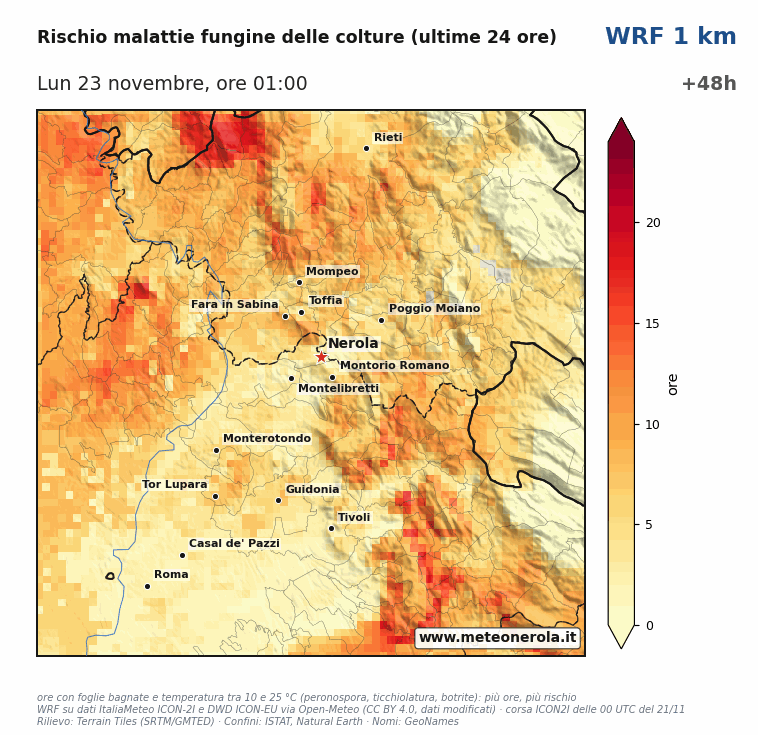 Rischio malattie fungine delle colture (ultime 24 ore)
WRF 1 km
Lun 23 novembre, ore 01:00
+48h
Rieti
Mompeo
Fara in Sabina
Toffia
Poggio Moiano
Nerola
Montorio Romano
Montelibretti
Monterotondo
Tor Lupara
Guidonia
Tivoli
Casal de' Pazzi
Roma
www.meteonerola.it
20
15
10
5
0
ore
ore con foglie bagnate e temperatura tra 10 e 25 °C (peronospora, ticchiolatura, botrite): più ore, più rischio
WRF su dati ItaliaMeteo ICON-2I e DWD ICON-EU via Open-Meteo (CC BY 4.0, dati modificati) · corsa ICON2I delle 00 UTC del 21/11
Rilievo: Terrain Tiles (SRTM/GMTED) · Confini: ISTAT, Natural Earth · Nomi: GeoNames